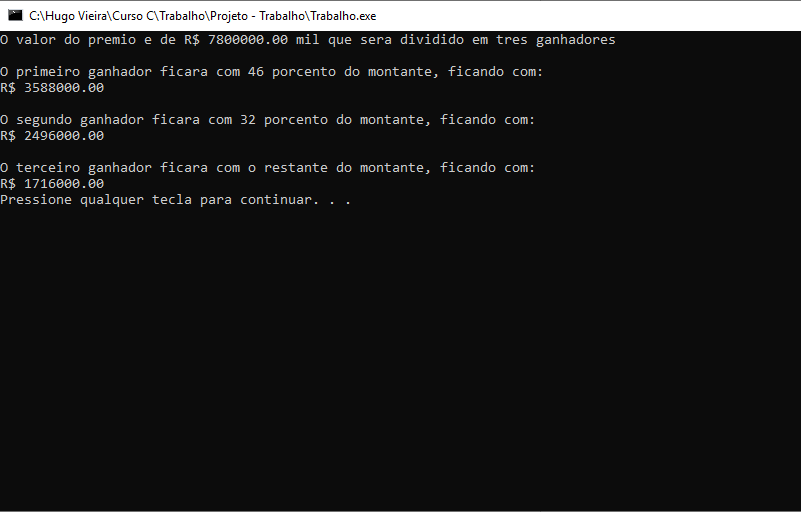 C:\Hugo Vieira\Curso C\Trabalho\Projeto - Trabalho\Trabalho.exe
O valor do premio e de R$ 7800000.00 mil que sera dividido em tres ganhadores
O primeiro ganhador ficara com 46 porcento do montante, ficando com:
R$ 3588000.00
O segundo ganhador ficara com 32 porcento do montante, ficando com:
R$ 2496000.00
O terceiro ganhador ficara com o restante do montante, ficando com:
R$ 1716000.00
Pressione qualquer tecla para continuar. . .